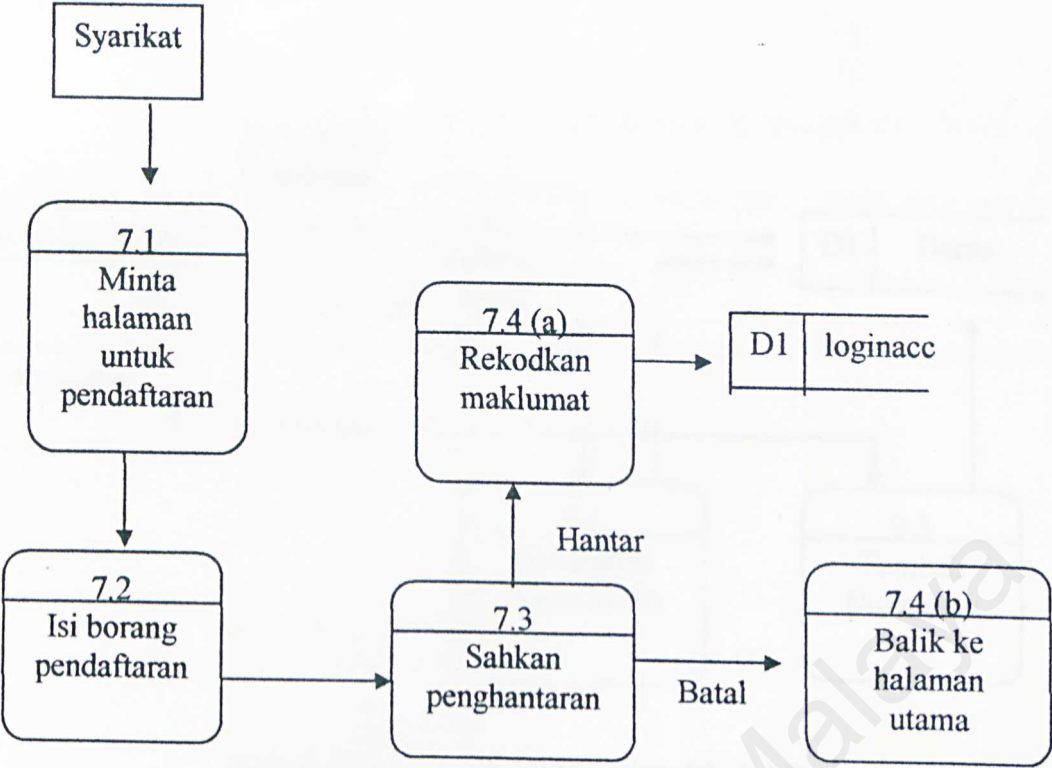 Syarikat
7.1
Minta
halaman
untuk
pendaftaran
7.2
Isi borang
pendaftaran
7.3
Sahkan
penghantaran
Hantar
7.4 (a)
Rekodkan
maklumat
D1 loginacc
Batal
7.4 (b)
Balik ke
halaman
utama
Malaya